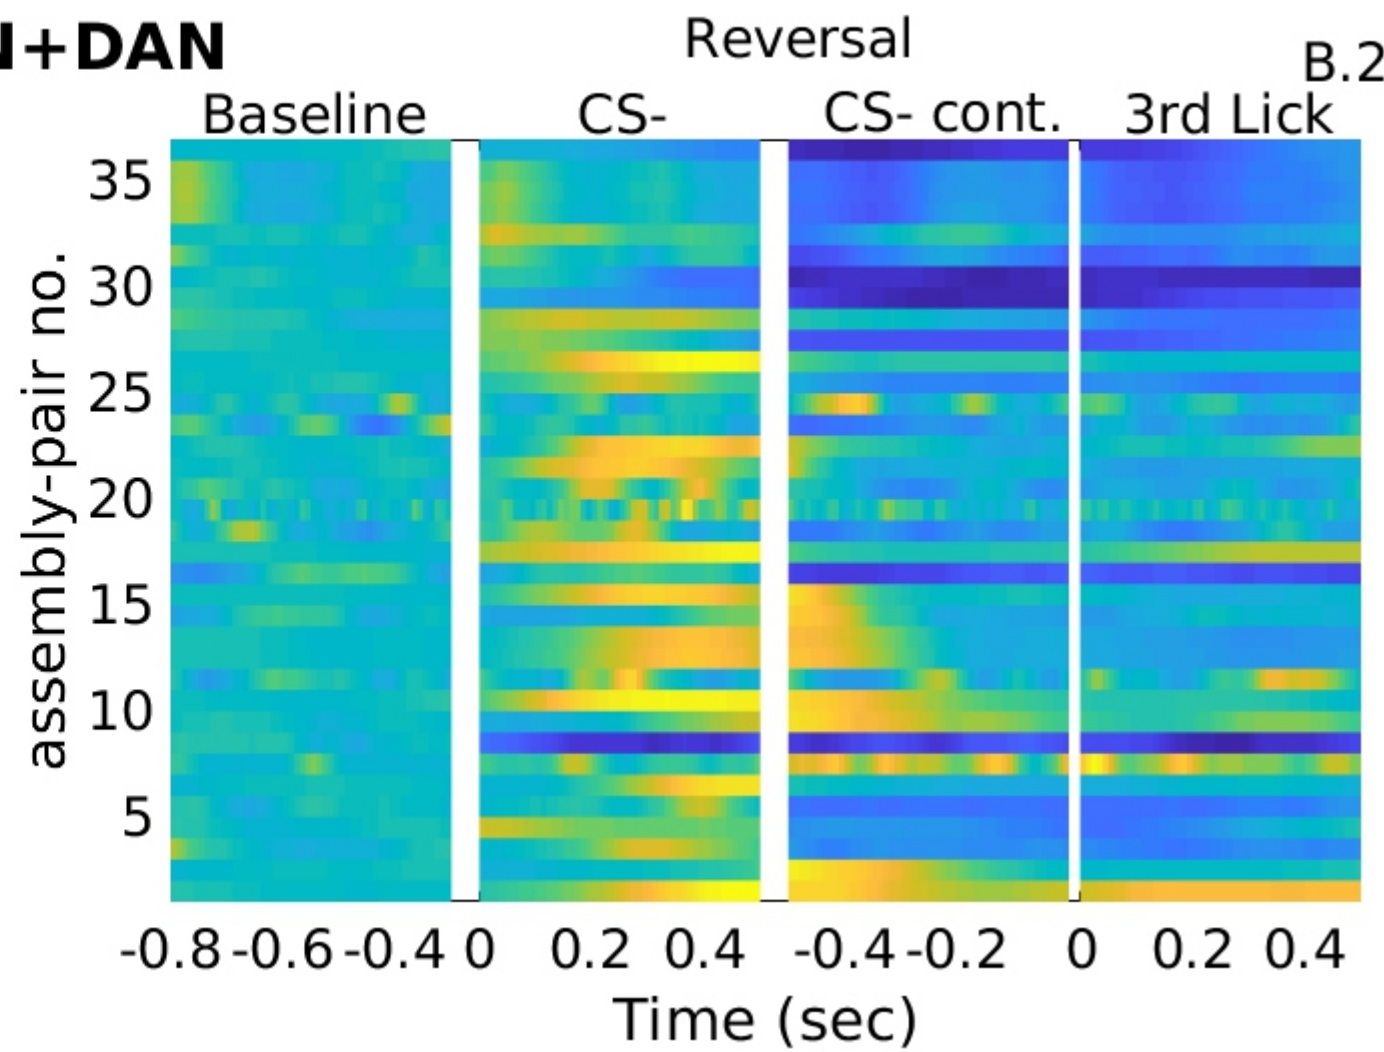 N+DAN
Reversal
B.2
Baseline
CS-
CS- cont.
3rd Lick
assembly-pair no.
35
30
25
20
15
10
5
-0.8 -0.6 -0.4 0 0.2 0.4 -0.4 -0.2 0 0.2 0.4
Time (sec)